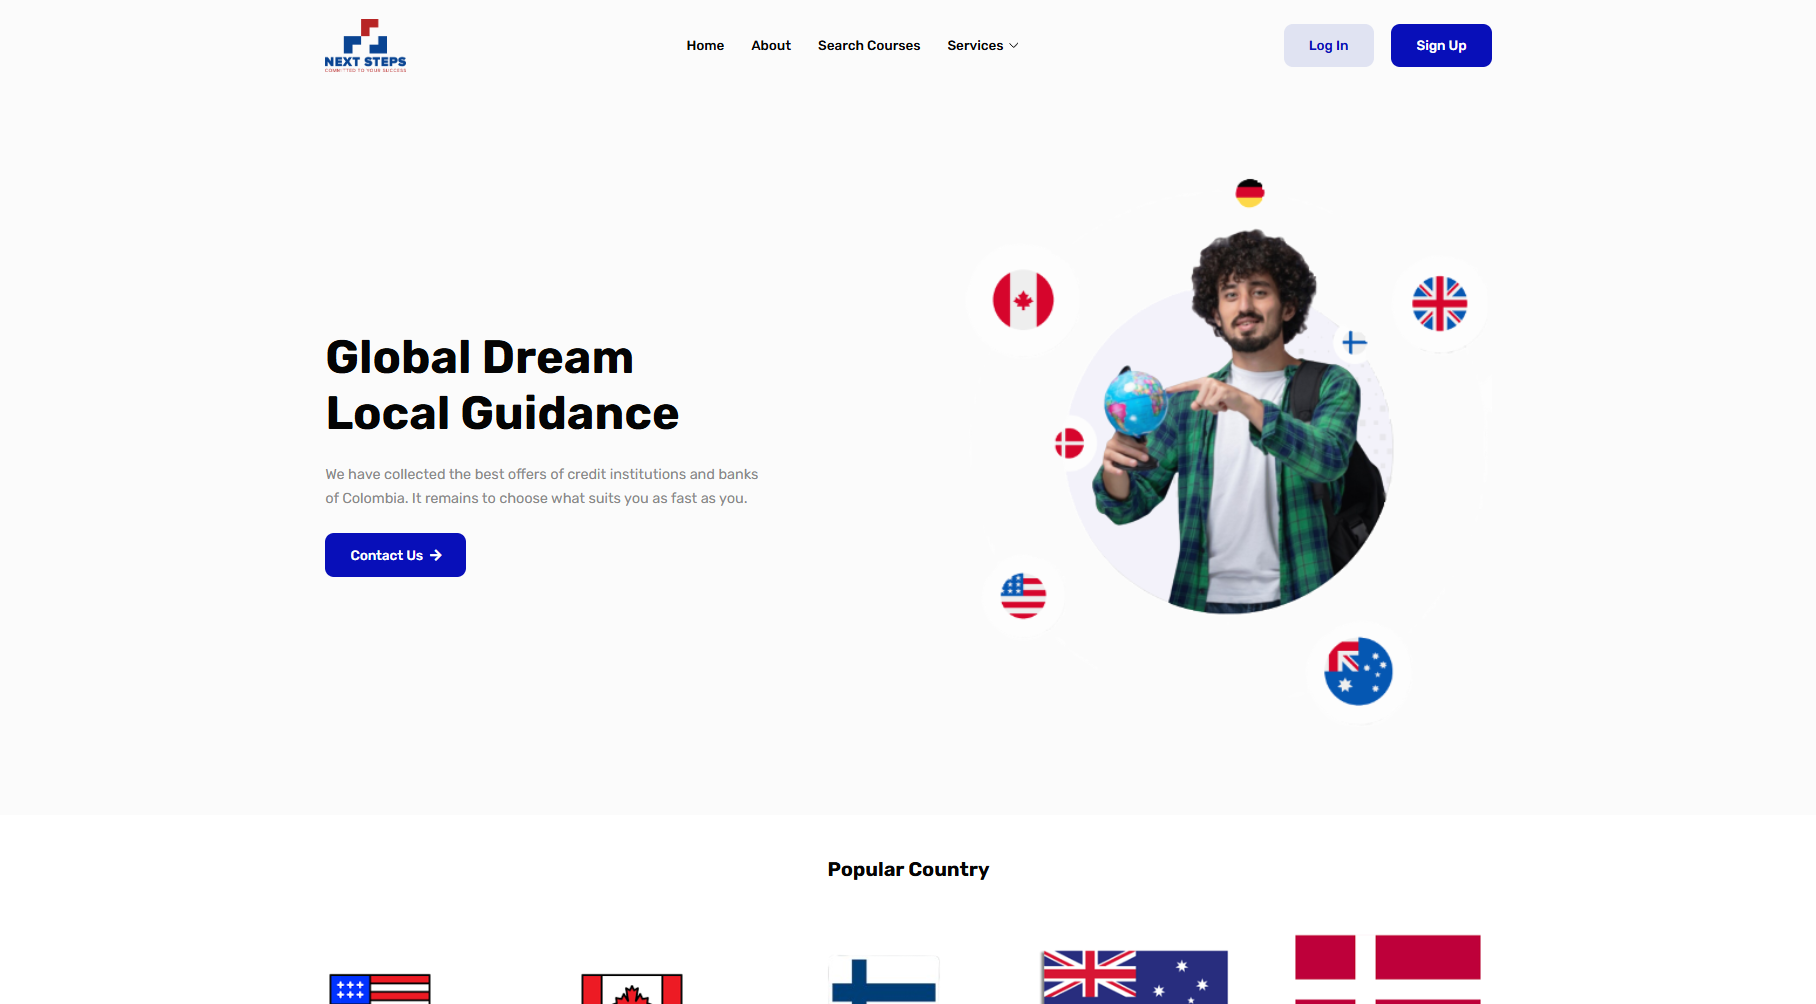 NEXT STEPS
COMMITTED TO YOUR SUCCESS
Home
About
Search Courses
Services
Log In
Sign Up
Global Dream
Local Guidance
We have collected the best offers of credit institutions and banks
of Colombia. It remains to choose what suits you as fast as you.
Contact Us
Popular Country